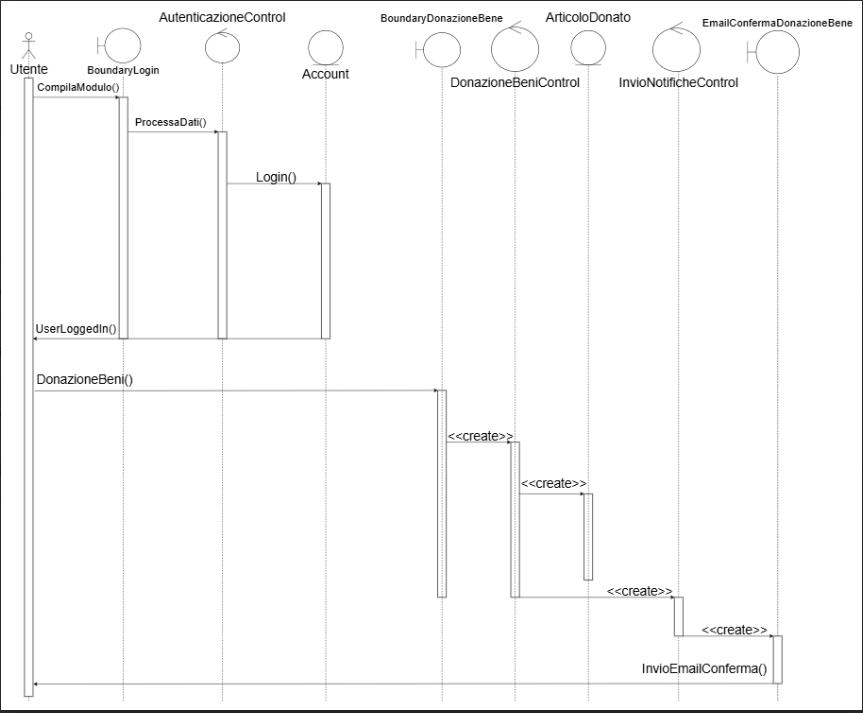 AutenticazioneControl
BoundaryDonazioneBene
ArticoloDonato
EmailConfermaDonazioneBene
Utente
BoundaryLogin
Account
DonazioneBeniControl
InvioNotificheControl
CompilaModulo()
ProcessaDati()
Login()
UserLoggedIn()
DonazioneBeni()
<<create>>
<<create>>
<<create>>
<<create>>
InvioEmailConferma()